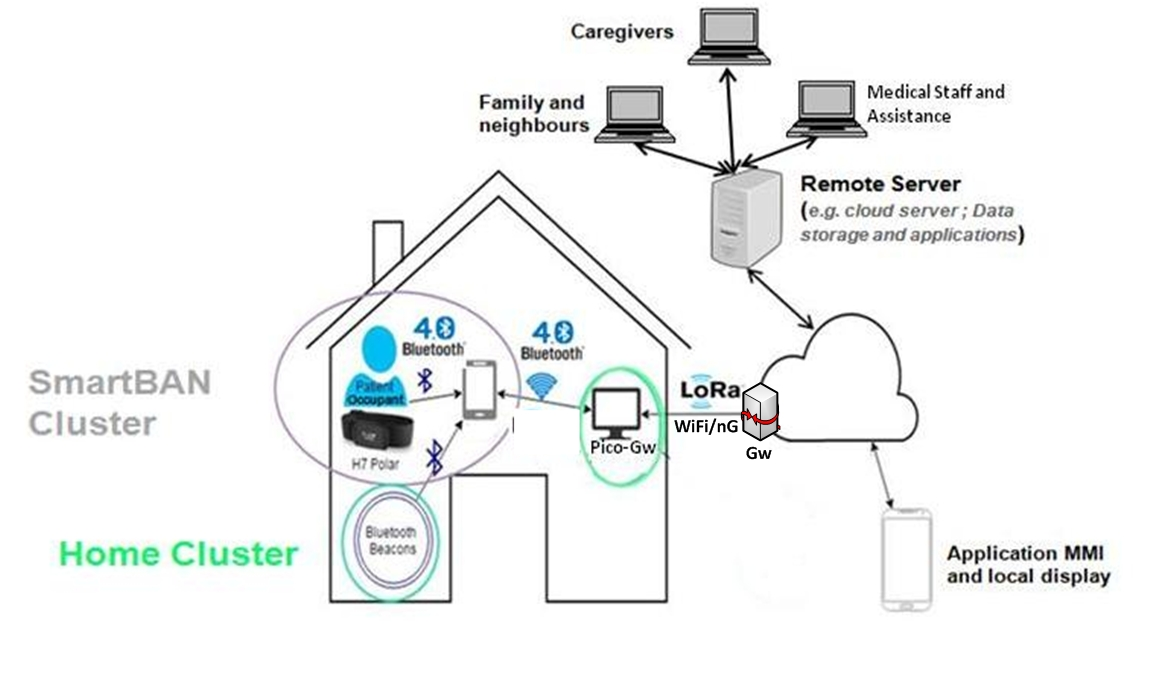 Caregivers
Family and
neighbours
Medical Staff and
Assistance
Remote Server
(e.g. cloud server ; Data
storage and applications)
4.0
Bluetooth
4.0
Bluetooth
SmartBAN
Cluster
Patient
Occupant
H7 Polar
LoRa
WiFi/nG
Pico-Gw
Gw
Bluetooth
Beacons
Home Cluster
Application MMI
and local display